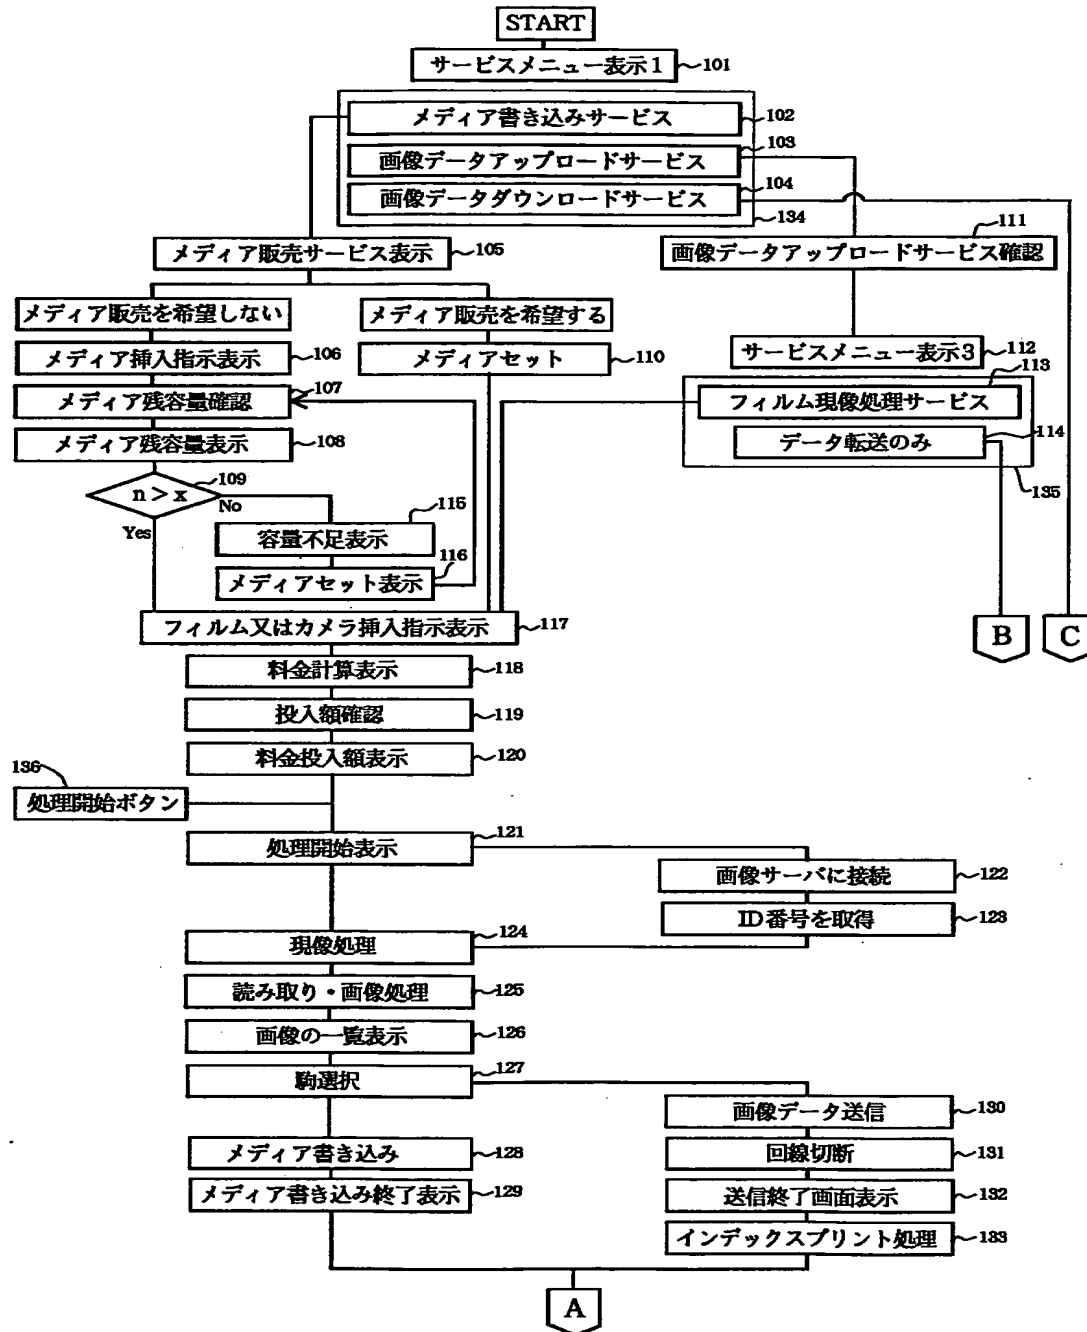 START
サービスメニュー表示1 101
メディア書き込みサービス 102
画像データアップロードサービス 103
画像データダウンロードサービス 104
134
メディア販売サービス表示 105
111
画像データアップロードサービス確認
メディア販売を希望しない
メディア販売を希望する
メディア挿入指示表示 106
メディアセット 110
サービスメニュー表示3 112
メディア残容量確認 107
113
フィルム現像処理サービス
メディア残容量表示 108
データ転送のみ 114
135
n>x 109
No
Yes
115
容量不足表示
116
メディアセット表示
フィルム又はカメラ挿入指示表示 117
B
C
料金計算表示 118
投入額確認 119
料金投入額表示 120
136
処理開始ボタン
処理開始表示 121
画像サーバに接続 122
ID番号を取得 123
現像処理 124
読み取り・画像処理 125
画像の一覧表示 126
駒選択 127
画像データ送信 130
メディア書き込み 128
回線切断 131
メディア書き込み終了表示 129
送信終了画面表示 132
インデックスプリント処理 133
A